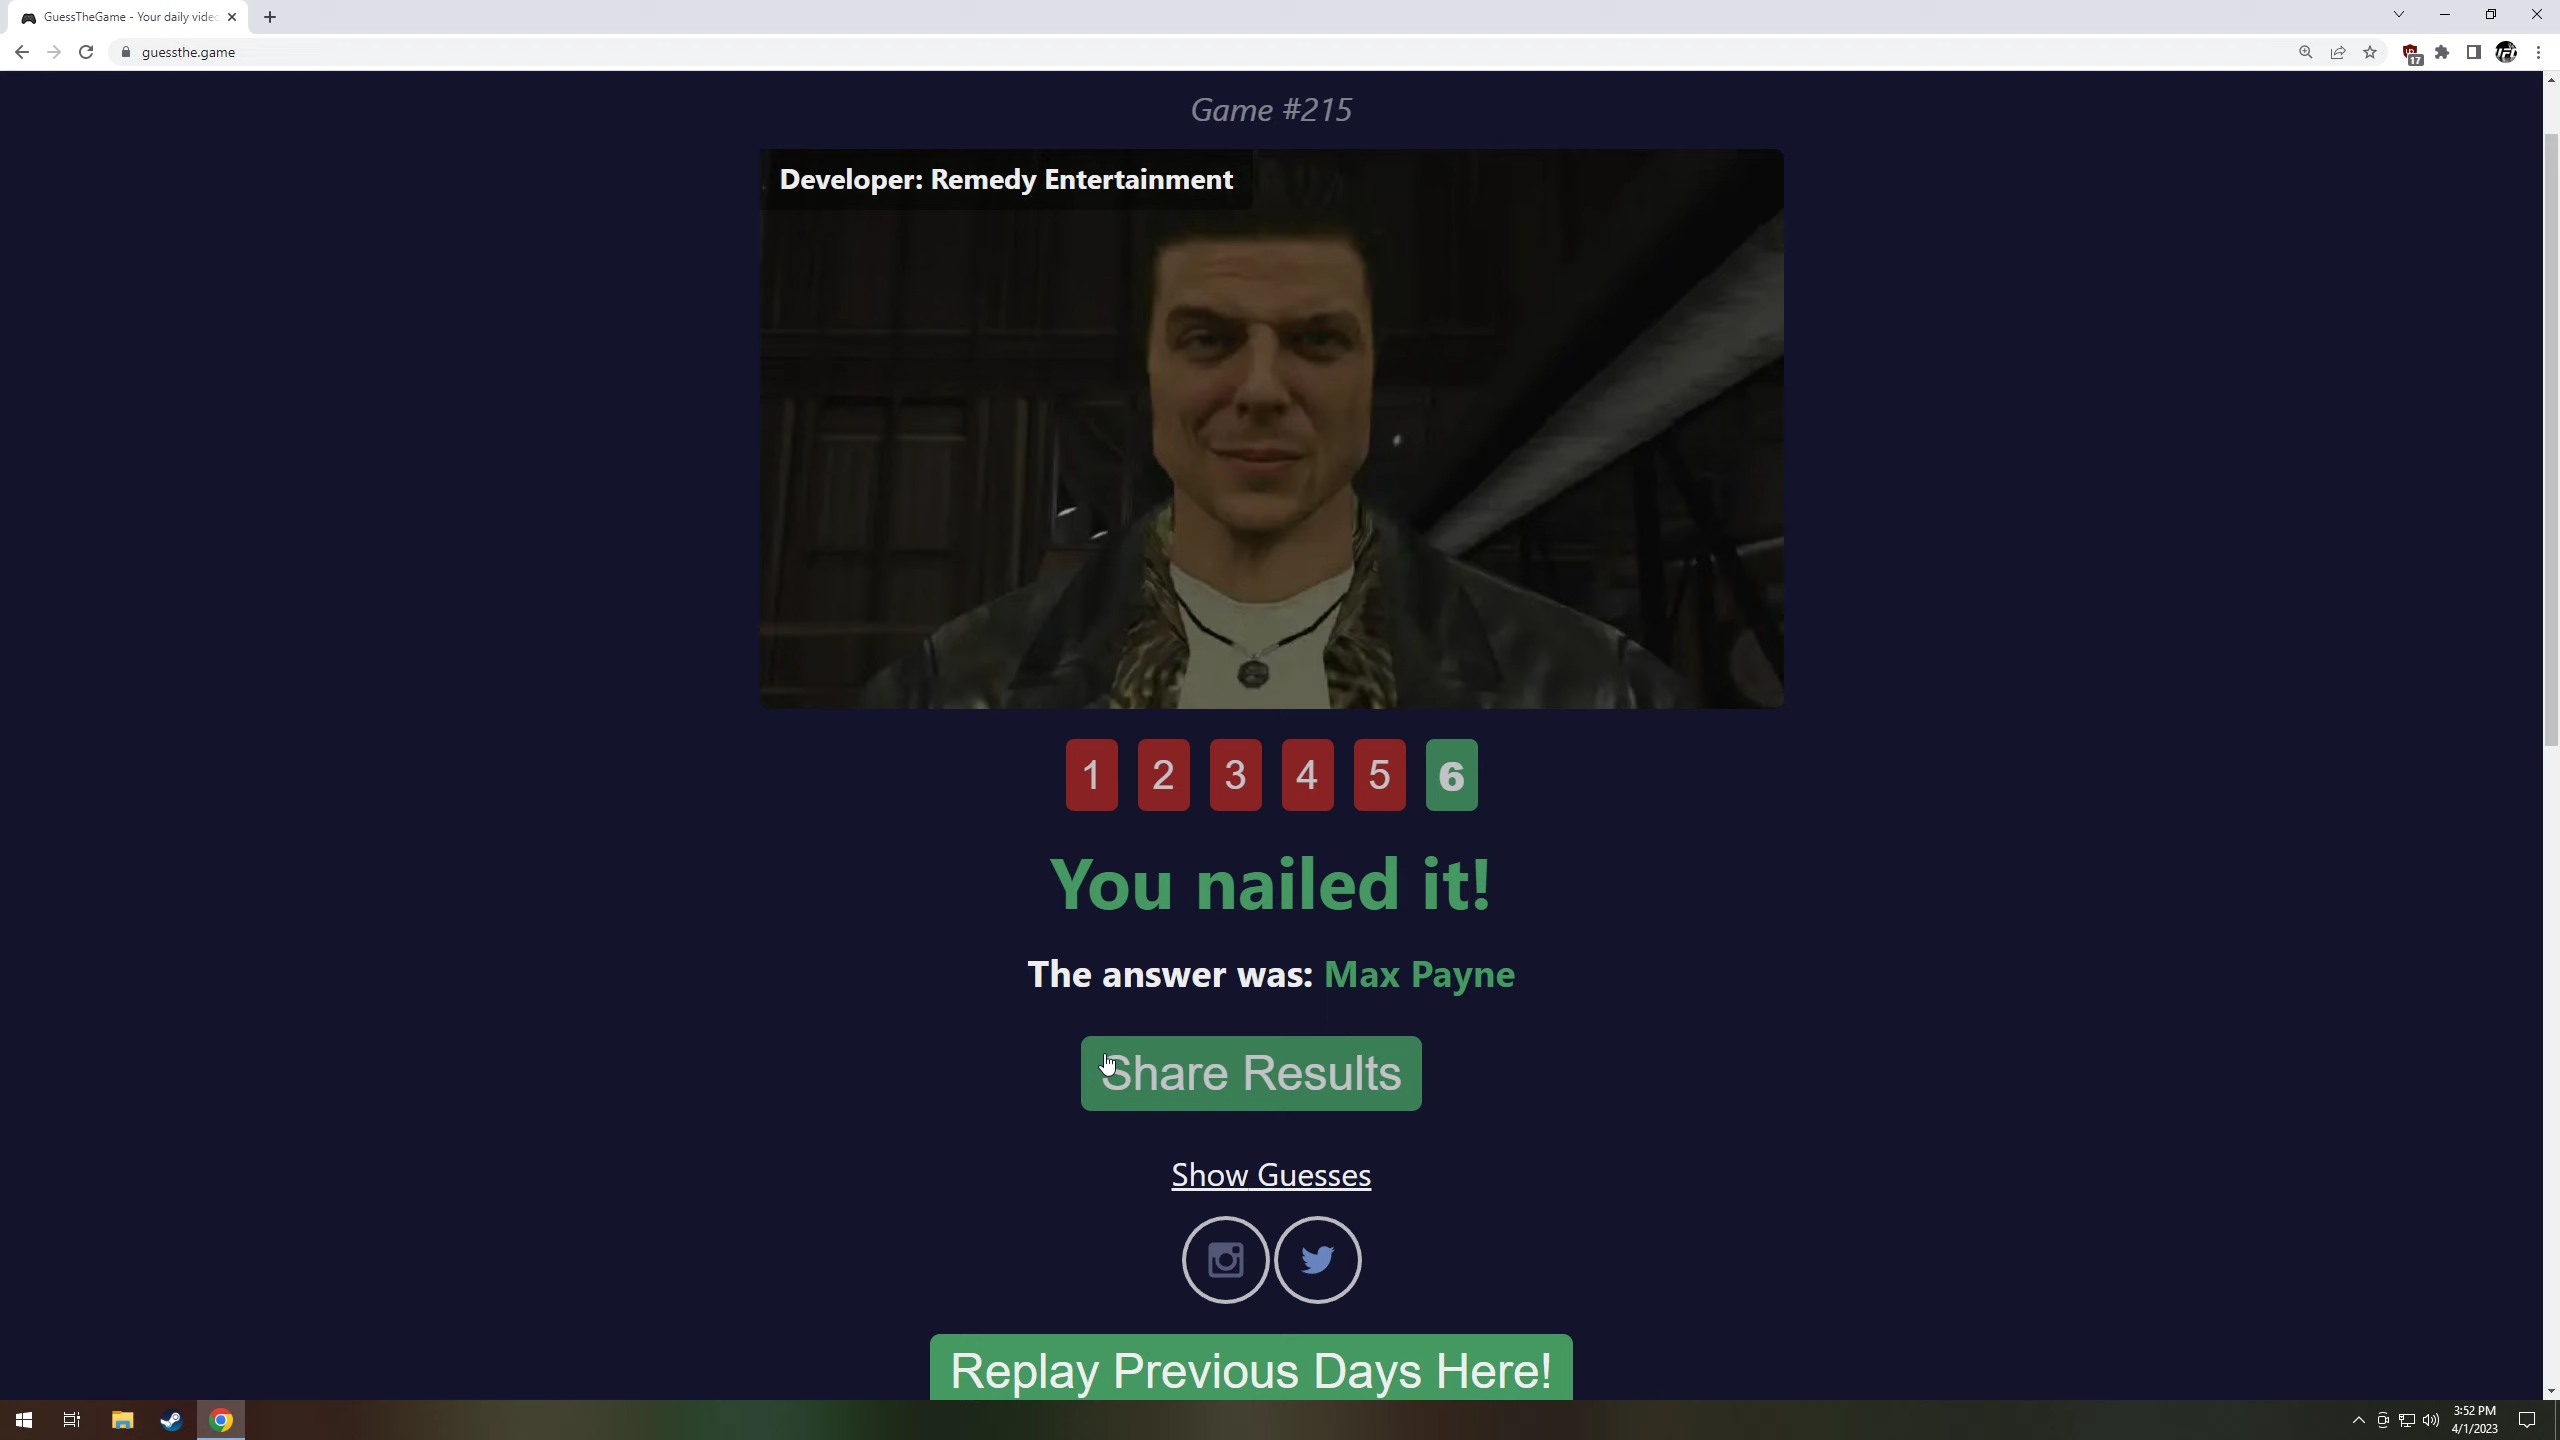 GuessTheGame - Your daily vide
guessthe.game
17
Game #215
Developer: Remedy Entertainment
1 2 3 4 5 6
You nailed it!
The answer was: Max Payne
Share Results
Show Guesses
Replay Previous Days Here!
3:52 PM
4/1/2023